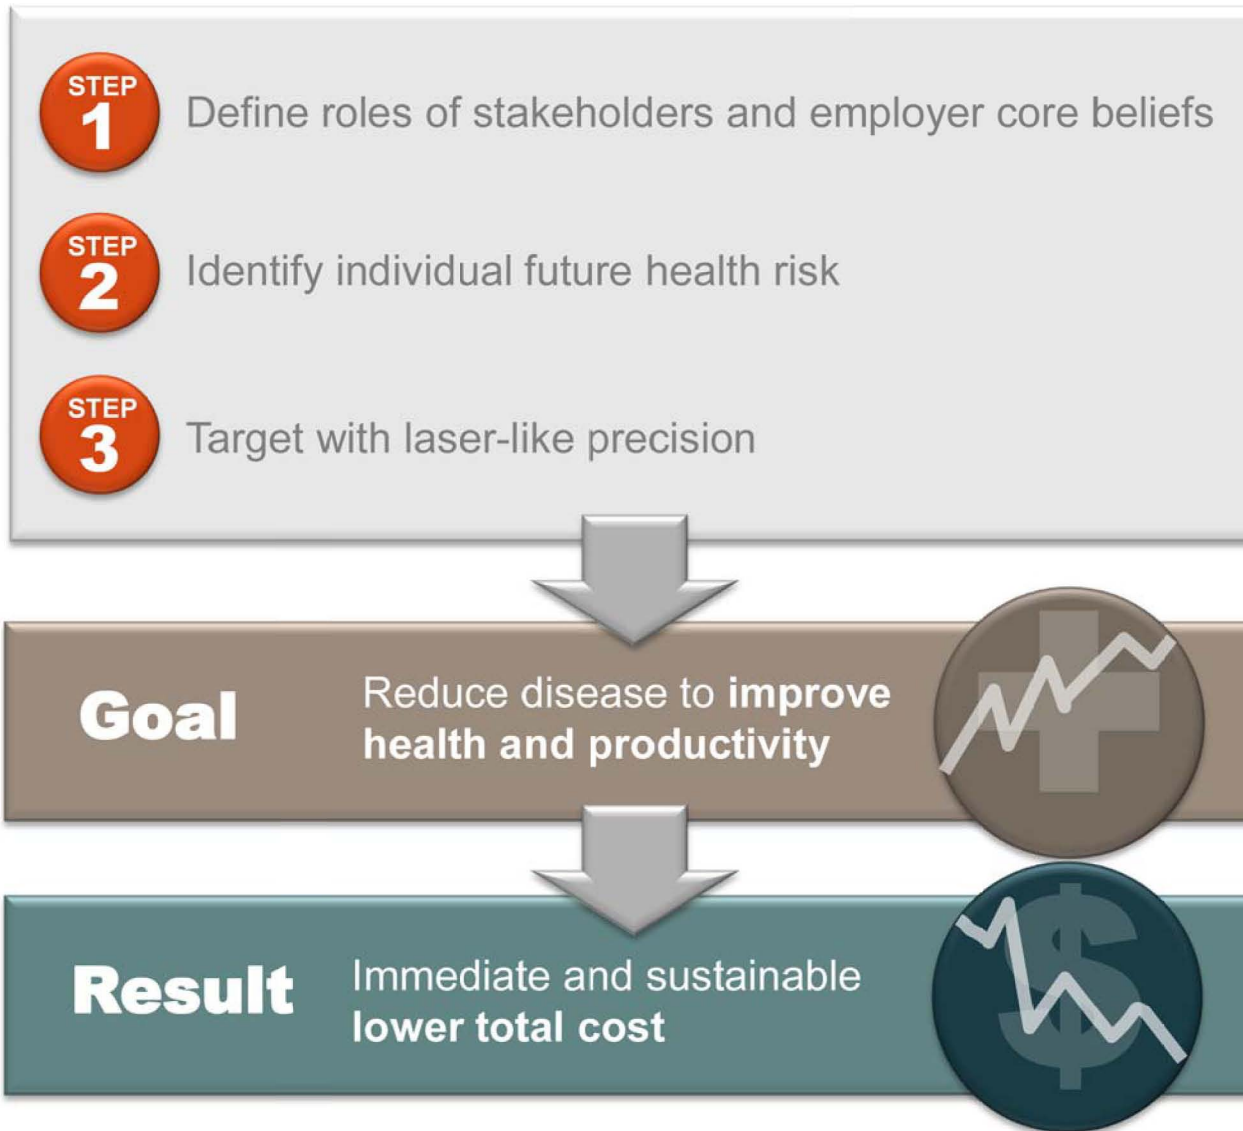 STEP
1
Define roles of stakeholders and employer core beliefs
STEP
2
Identify individual future health risk
STEP
3
Target with laser-like precision
Goal
Reduce disease to improve
health and productivity
Result
Immediate and sustainable
lower total cost
$